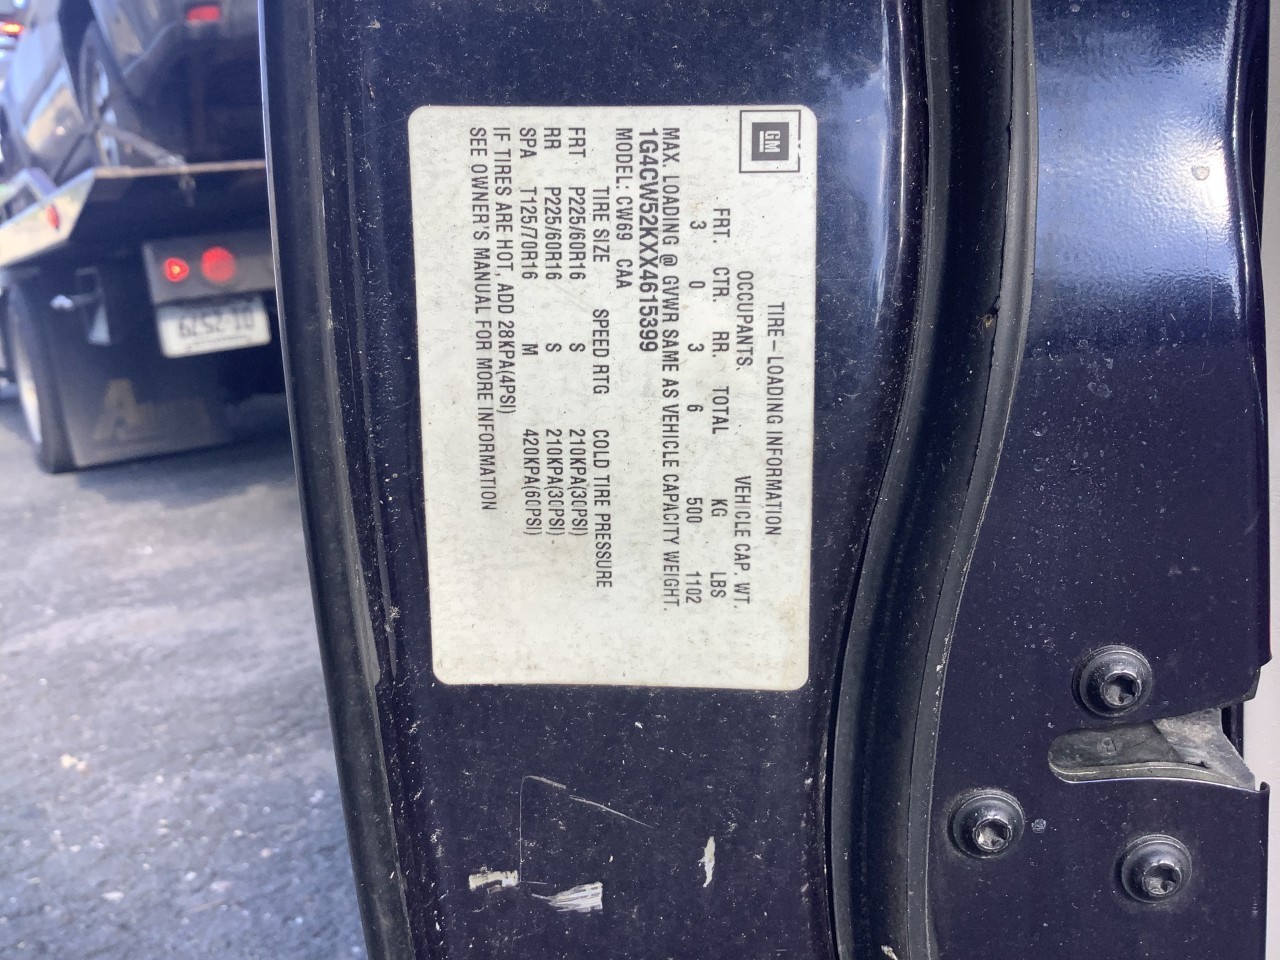 GM
TIRE-LOADING INFORMATION
OCCUPANTS. VEHICLE CAP. WT.
FRT. CTR. RR. TOTAL KG LBS
3 0 3 6 500 1102
MAX. LOADING @ GVWR SAME AS VEHICLE CAPACITY WEIGHT.
1G4CW52KXX4615399
MODEL: CW69 CAA
TIRE SIZE SPEED RTG COLD TIRE PRESSURE
FRT P225/60R16 S 210KPA(30PSI)
RR P225/60R16 S 210KPA(30PSI)
SPA T125/70R16 M 420KPA(60PSI)
IF TIRES ARE HOT, ADD 28KPA(4PSI)
SEE OWNER'S MANUAL FOR MORE INFORMATION